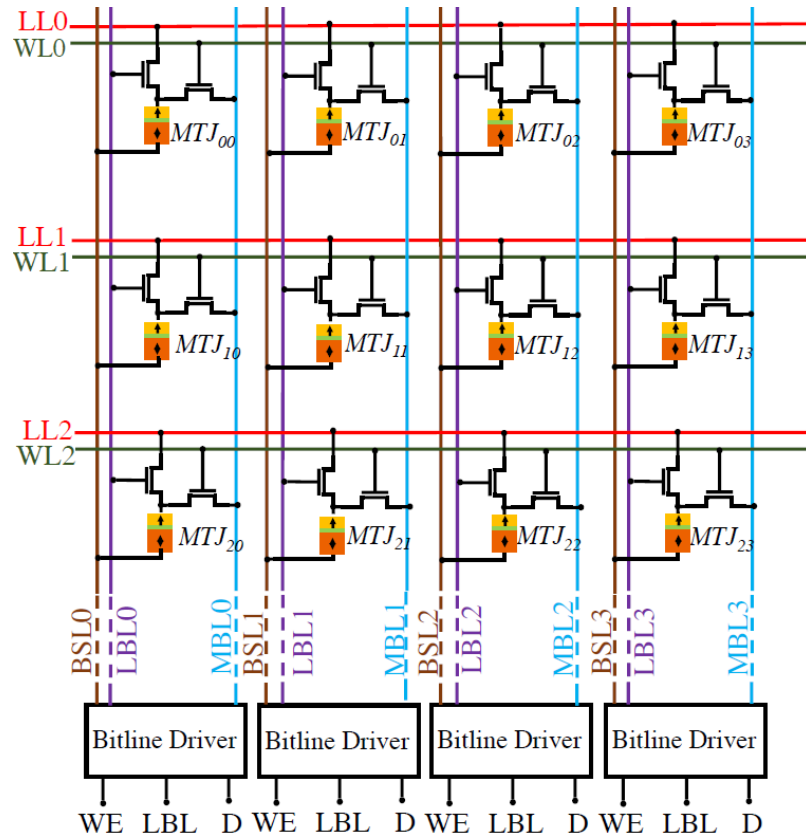 LL0
WL0
MTJ00 MTJ01 MTJ02 MTJ03
LL1
WL1
MTJ10 MTJ11 MTJ12 MTJ13
LL2
WL2
MTJ20 MTJ21 MTJ22 MTJ23
BSL0 LBL0 MBL0 BSL1 LBL1 MBL1 BSL2 LBL2 MBL2 BSL3 LBL3 MBL3
Bitline Driver Bitline Driver Bitline Driver Bitline Driver
WE LBL D WE LBL D WE LBL D WE LBL D